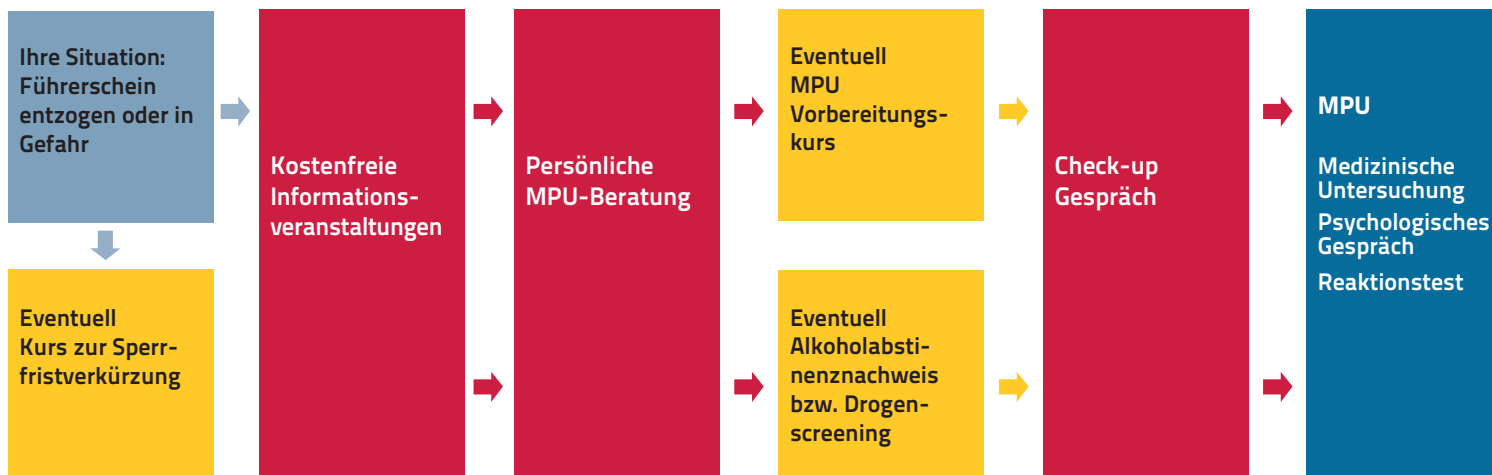 Ihre Situation:
Führerschein
entzogen oder in
Gefahr
Eventuell
Kurs zur Sperr-
fristverkürzung
Kostenfreie
Informations-
veranstaltungen
Persönliche
MPU-Beratung
Eventuell
MPU
Vorbereitungs-
kurs
Eventuell
Alkoholabsti-
nenznachweis
bzw. Drogen-
screening
Check-up
Gespräch
MPU
Medizinische
Untersuchung
Psychologisches
Gespräch
Reaktionstest